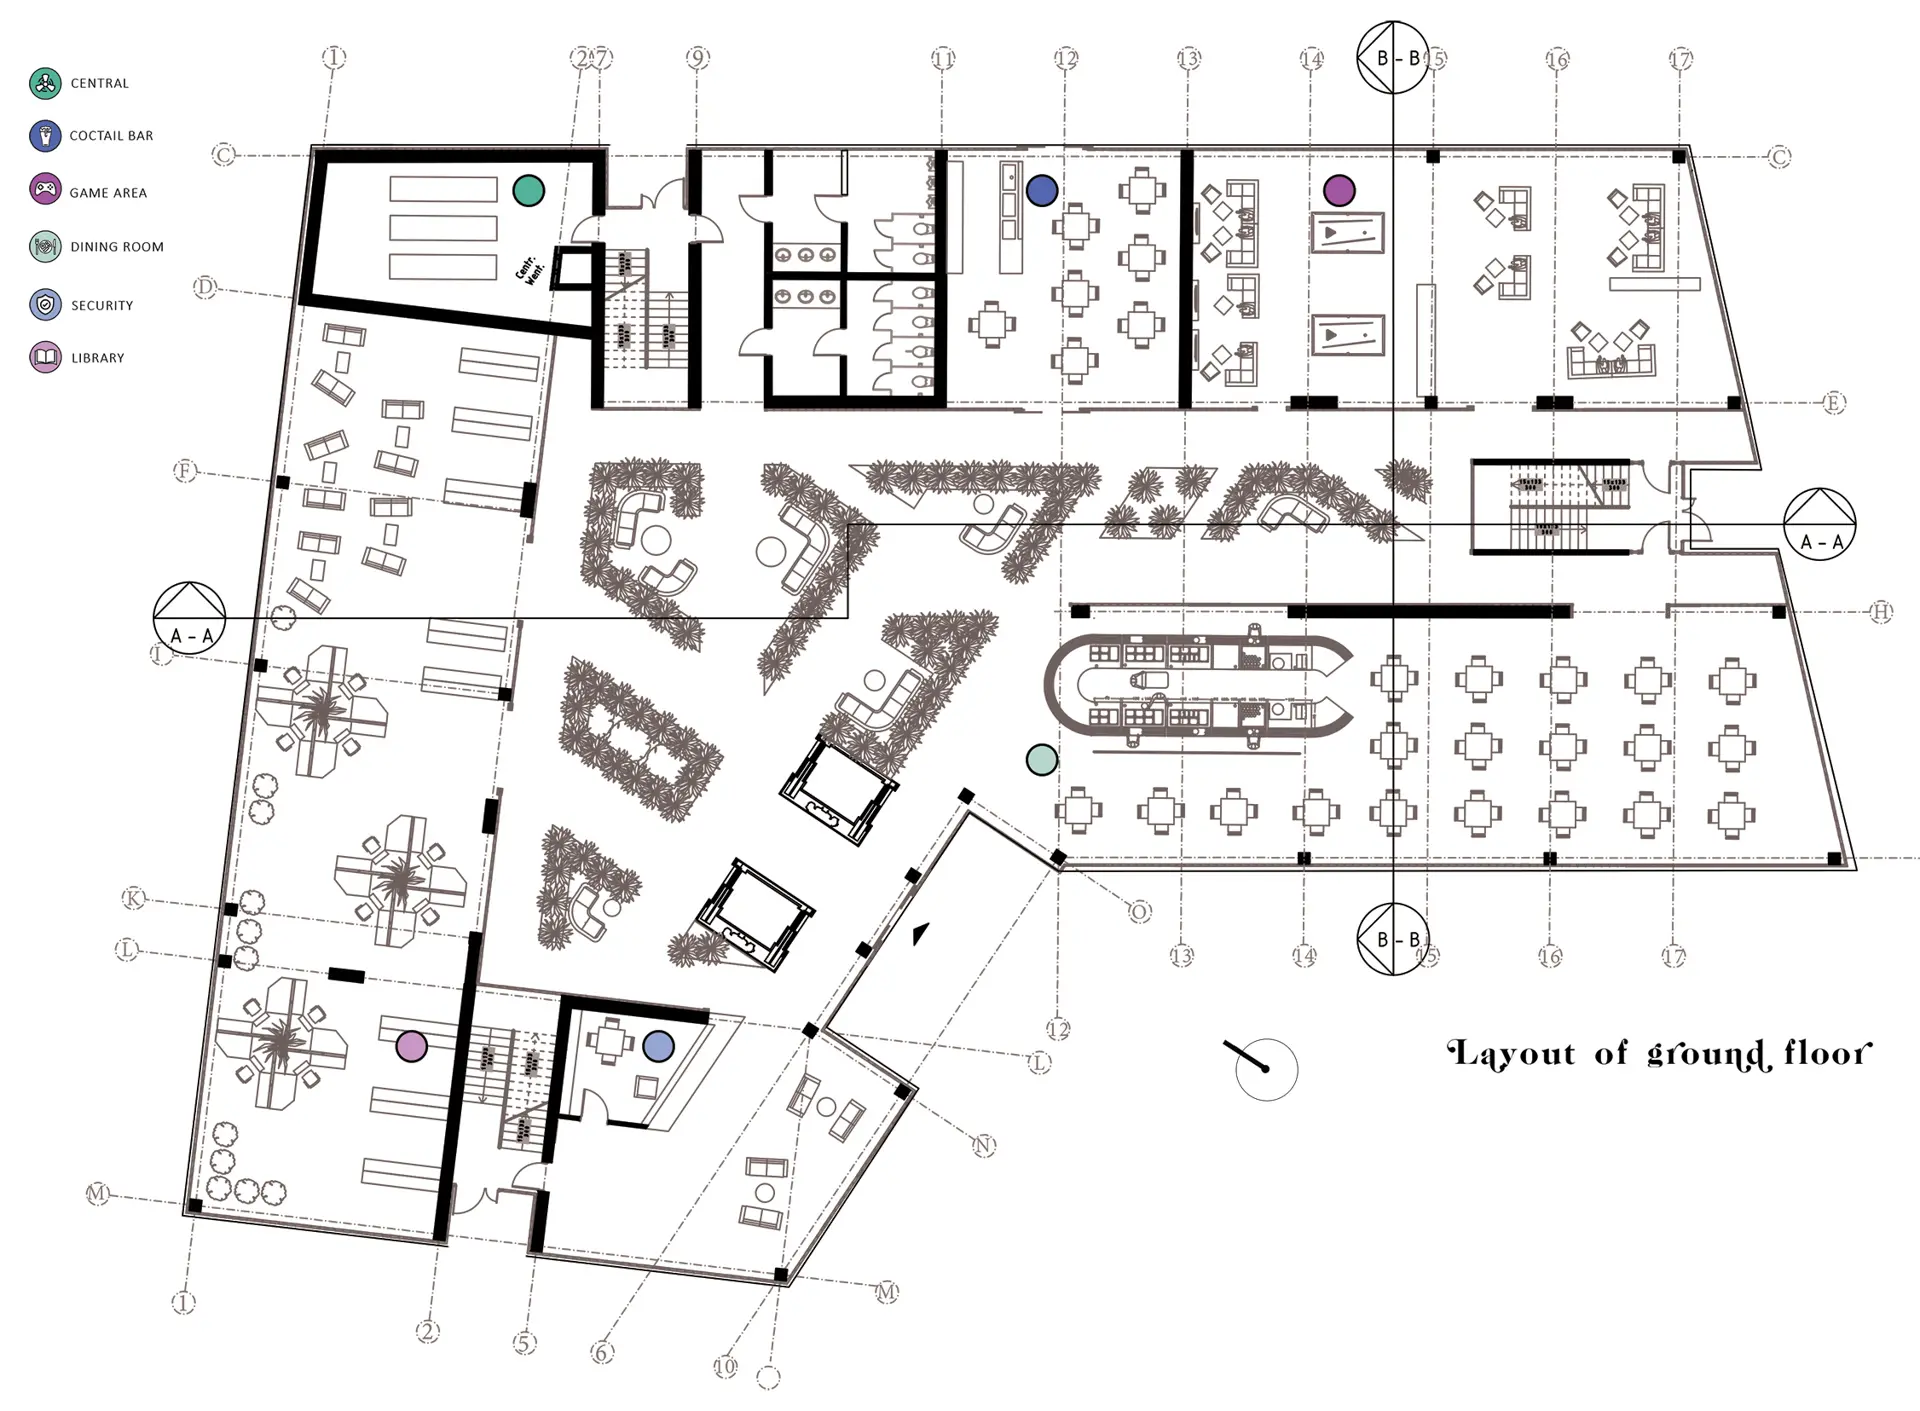 1
2
7
9
11
12
13
14
B - B
15
16
17
CENTRAL
COCTAIL BAR
GAME AREA
DINING ROOM
SECURITY
LIBRARY
C
C
Centr.
Went.
D
E
F
A - A
A - A
H
I
K
L
O
B - B
13
14
15
16
17
12
L
Layout of ground floor
N
M
M
1
2
5
6
10